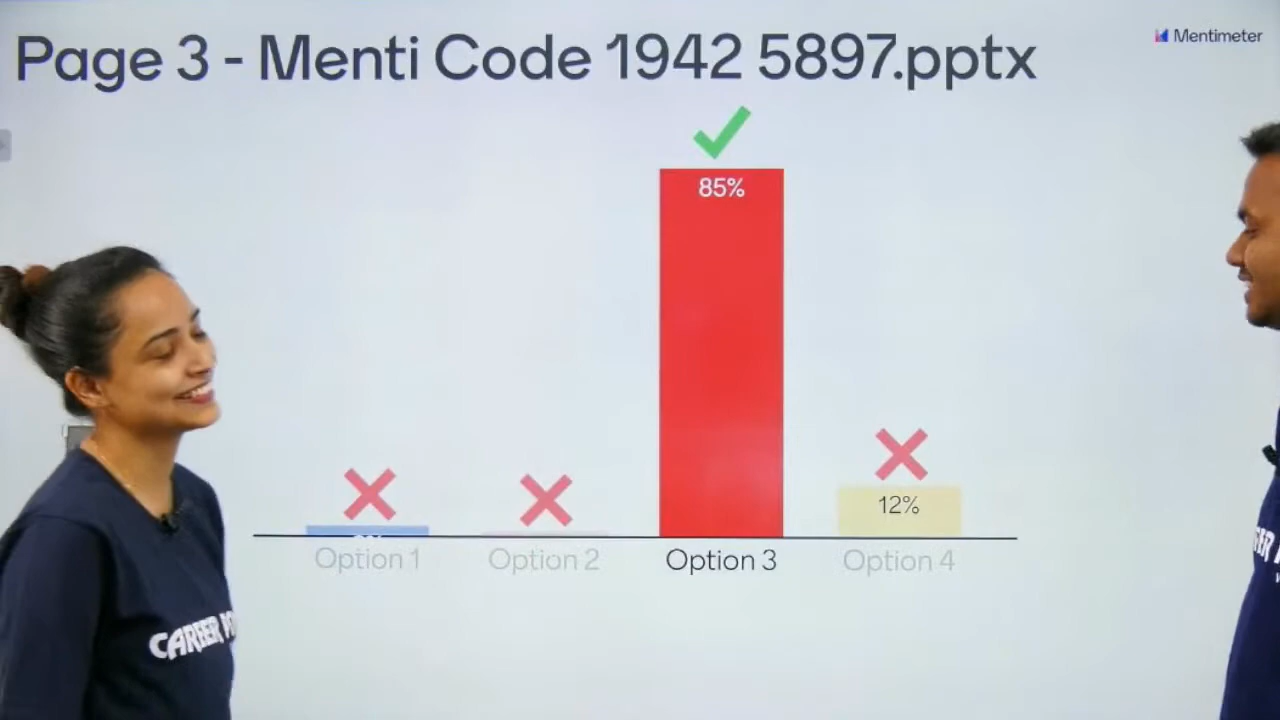 Page 3 - Menti Code 1942 5897.pptx
Mentimeter
85%
12%
Option 1
Option 2
Option 3
Option 4
CAREER